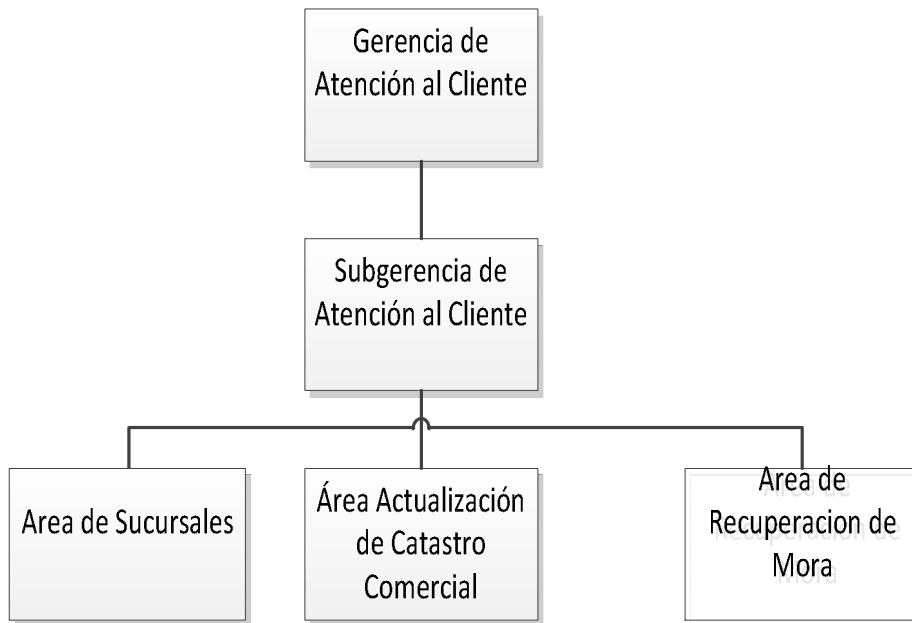 Gerencia de
Atención al Cliente
Subgerencia de
Atención al Cliente
Area de Sucursales
Área Actualización
de Catastro
Comercial
Area de
Recuperacion de
Mora